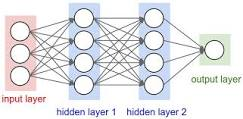 input layer
hidden layer 1
hidden layer 2
output layer